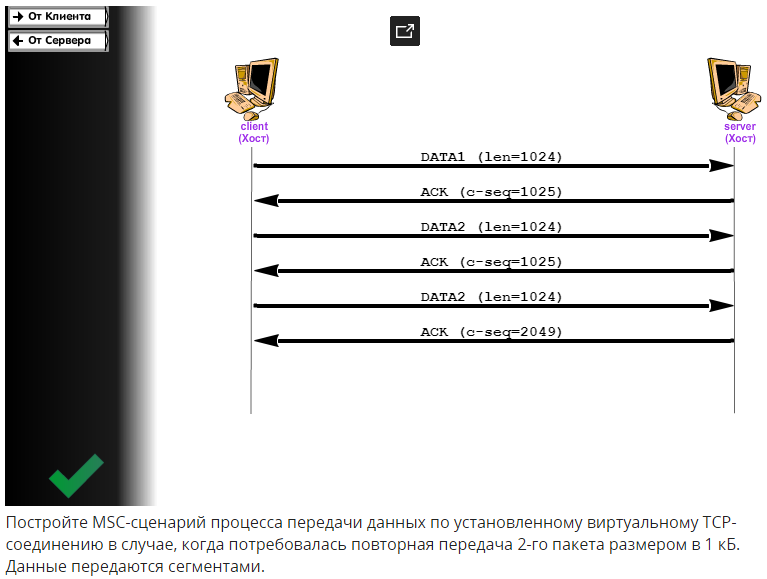 От Клиента
От Сервера
client
(Хост)
server
(Хост)
DATA1 (len=1024)
ACK (c-seq=1025)
DATA2 (len=1024)
ACK (c-seq=1025)
DATA2 (len=1024)
ACK (c-seq=2049)
Постройте MSC-сценарий процесса передачи данных по установленному виртуальному TCP-
соединению в случае, когда потребовалась повторная передача 2-го пакета размером в 1 кБ.
Данные передаются сегментами.